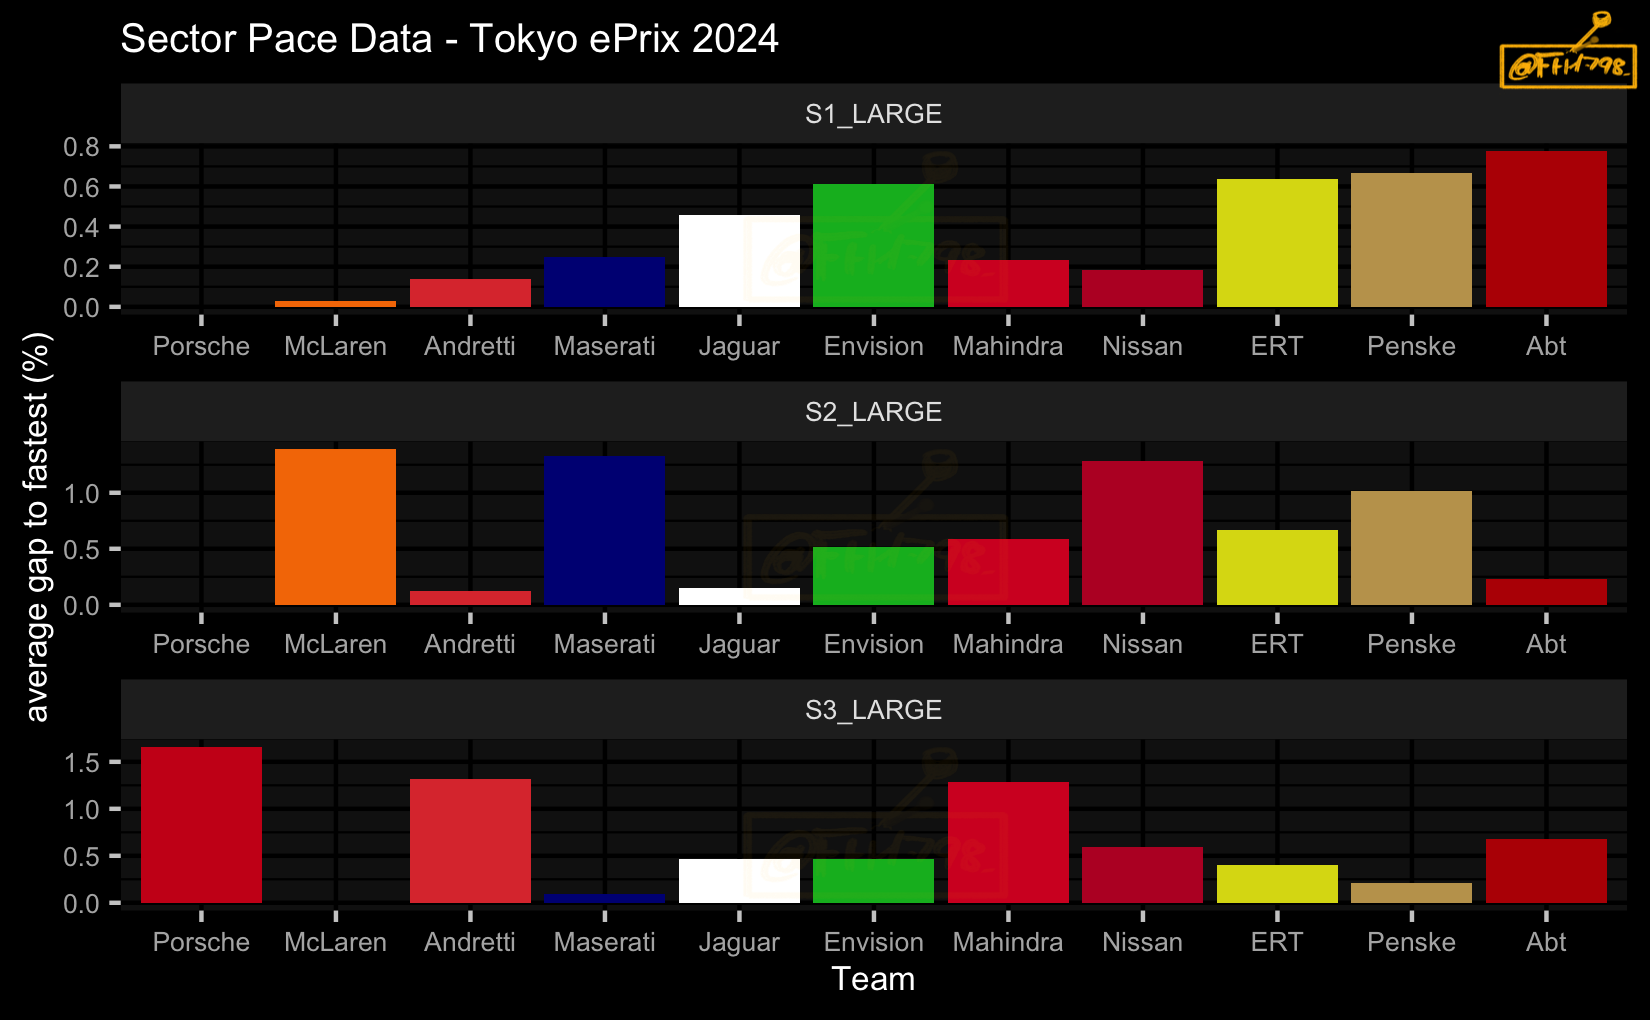 Sector Pace Data - Tokyo ePrix 2024
@FFH798_
S1_LARGE
0.8
0.6
0.4
0.2
0.0
Porsche McLaren Andretti Maserati Jaguar Envision Mahindra Nissan ERT Penske Abt
S2_LARGE
1.0
0.5
0.0
Porsche McLaren Andretti Maserati Jaguar Envision Mahindra Nissan ERT Penske Abt
S3_LARGE
1.5
1.0
0.5
0.0
Porsche McLaren Andretti Maserati Jaguar Envision Mahindra Nissan ERT Penske Abt
Team
average gap to fastest (%)